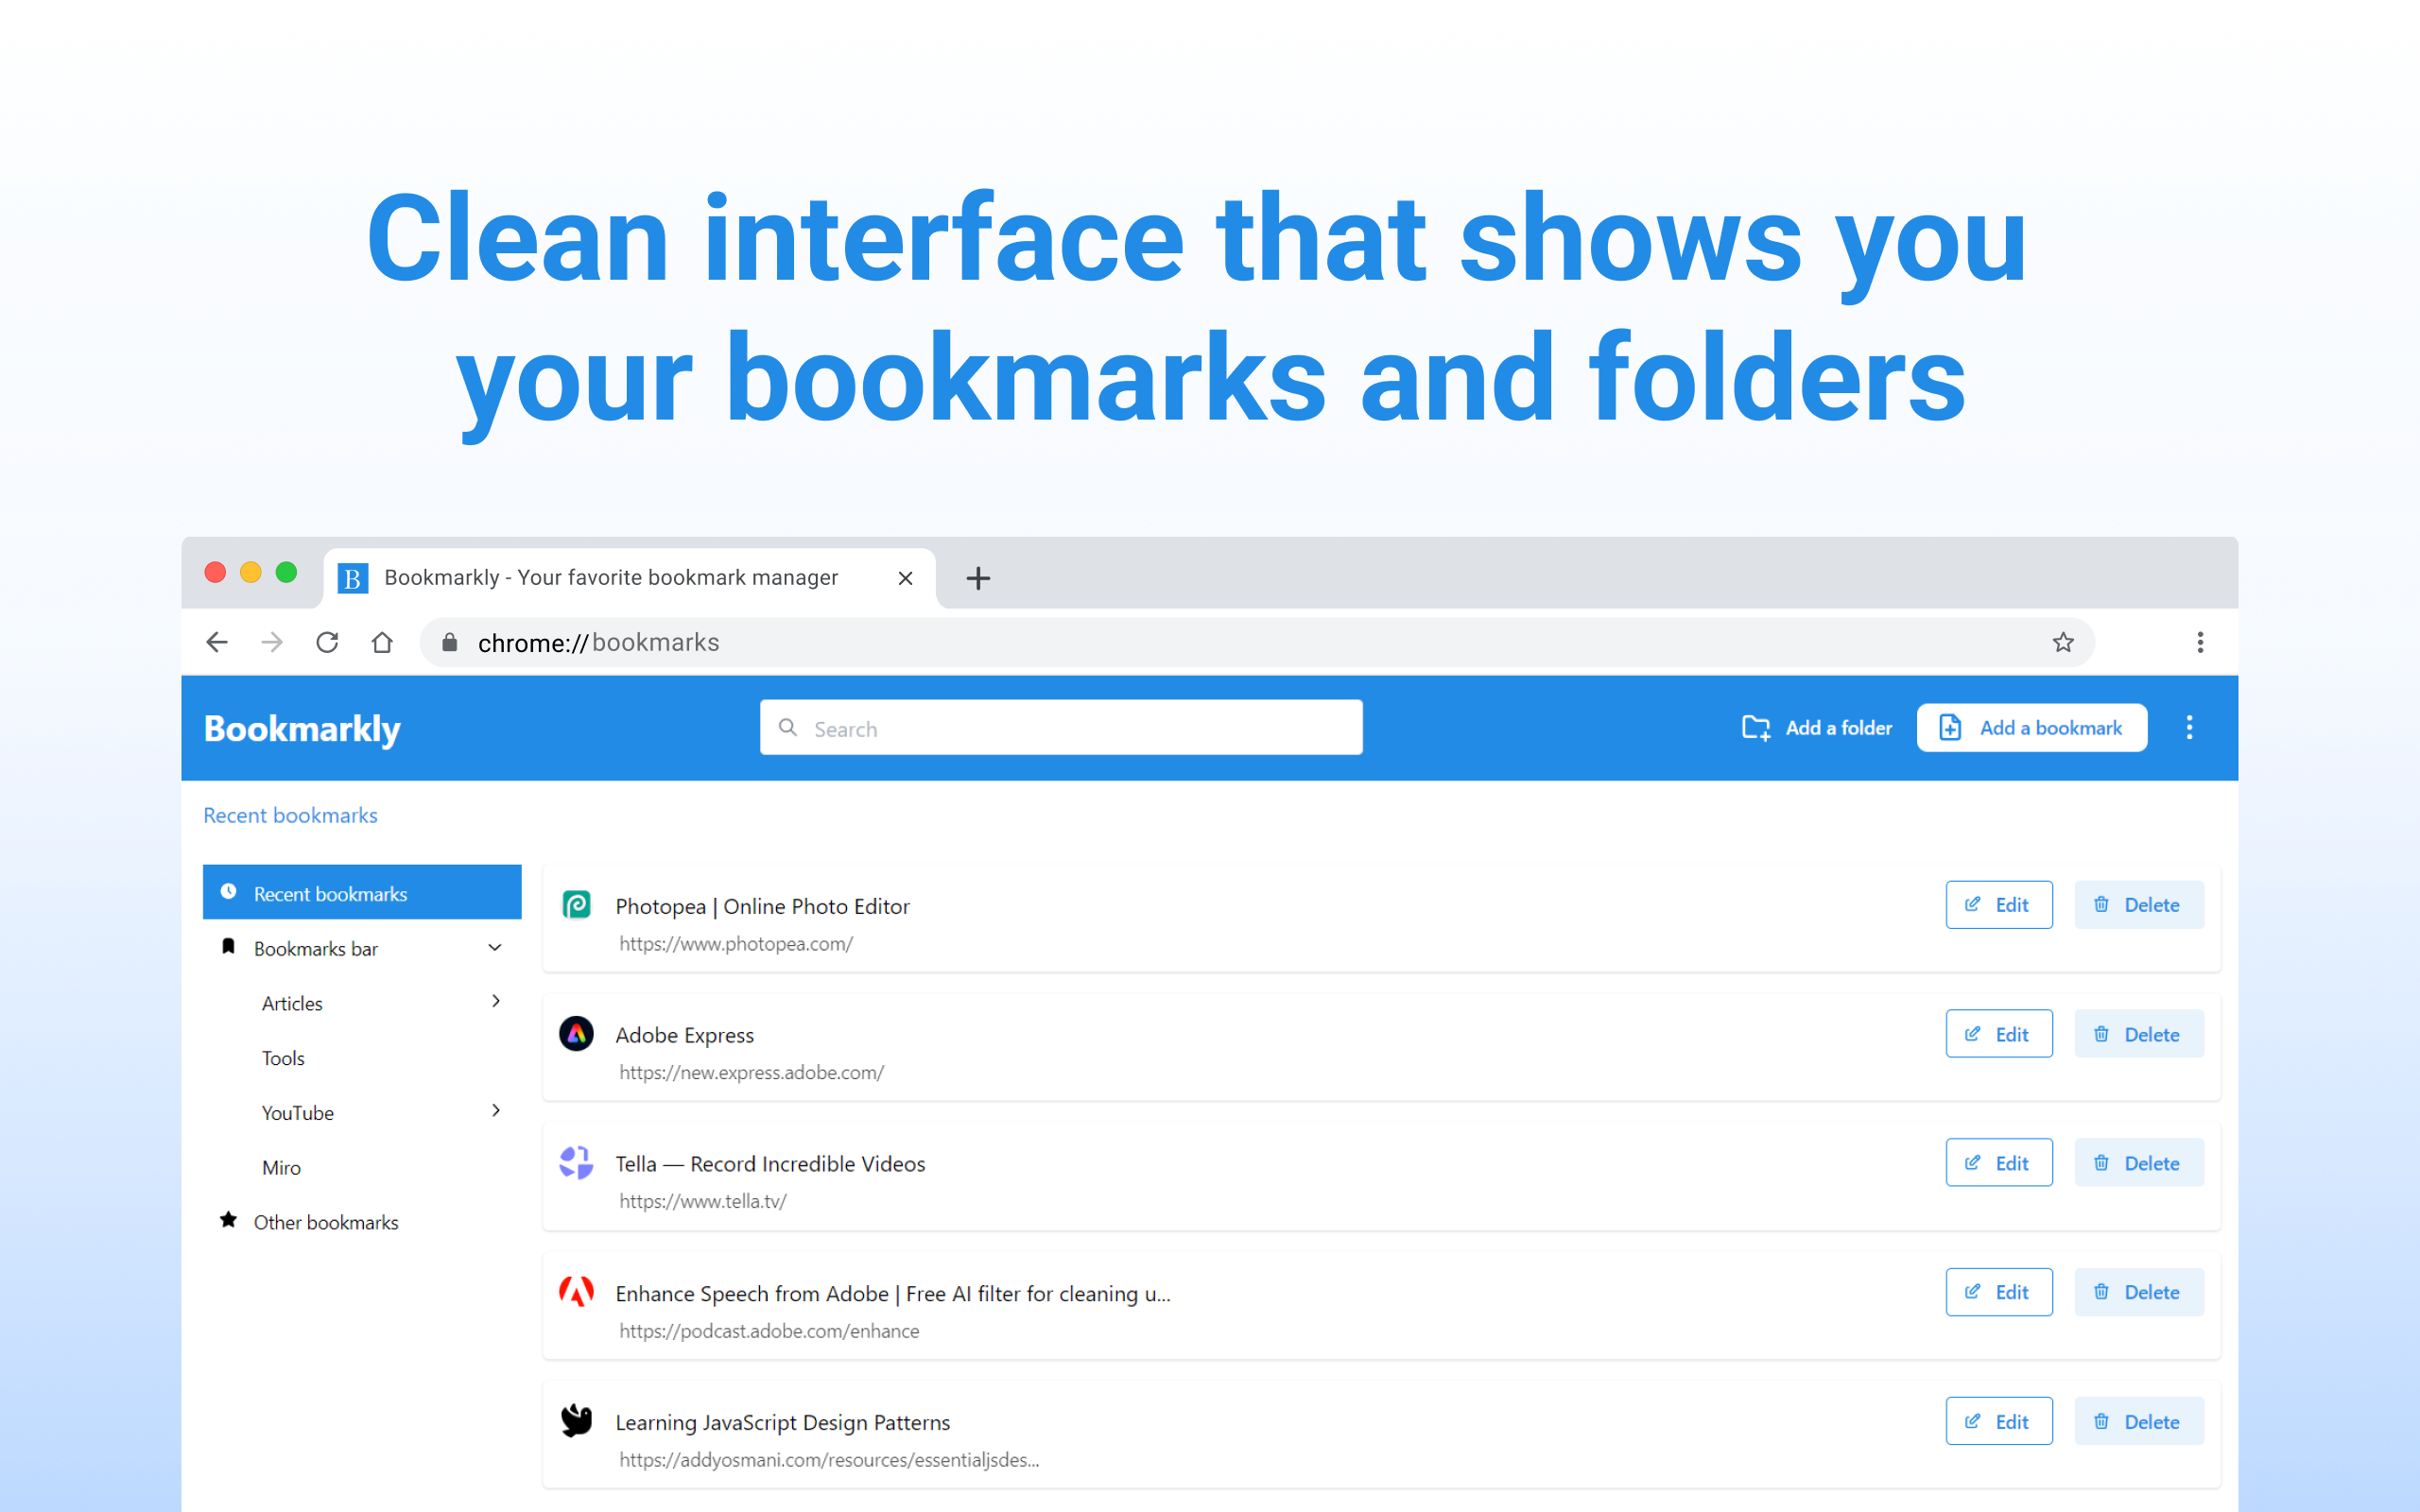 Clean interface that shows you
your bookmarks and folders
B Bookmarkly - Your favorite bookmark manager
chrome://bookmarks
Bookmarkly
Search
Add a folder
Add a bookmark
Recent bookmarks
Recent bookmarks
Bookmarks bar
Articles
Tools
YouTube
Miro
Other bookmarks
Photopea | Online Photo Editor
https://www.photopea.com/
Edit
Delete
Adobe Express
https://new.express.adobe.com/
Edit
Delete
Tella — Record Incredible Videos
https://www.tella.tv/
Edit
Delete
Enhance Speech from Adobe | Free AI filter for cleaning u...
https://podcast.adobe.com/enhance
Edit
Delete
Learning JavaScript Design Patterns
https://addyosmani.com/resources/essentialjsdes...
Edit
Delete